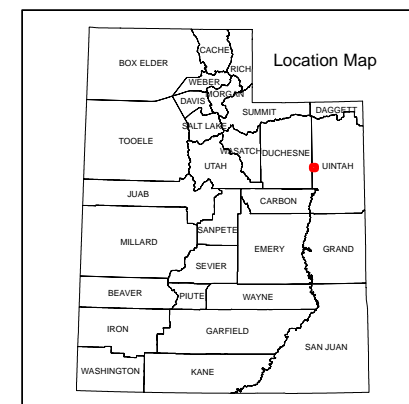 Location Map
BOX ELDER
CACHE
RICH
WEBER
MORGAN
DAVIS
SUMMIT
DAGGETT
SALT LAKE
TOOELE
WASATCH
DUCHESNE
UINTAH
UTAH
JUAB
CARBON
SANPETE
MILLARD
EMERY
GRAND
SEVIER
BEAVER
PIUTE
WAYNE
IRON
GARFIELD
SAN JUAN
WASHINGTON
KANE